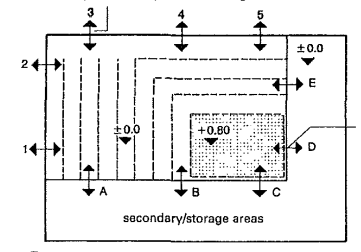 3 4 5
2
± 0.0
E
± 0.0
+0.80
1
D
A B C
secondary/storage areas